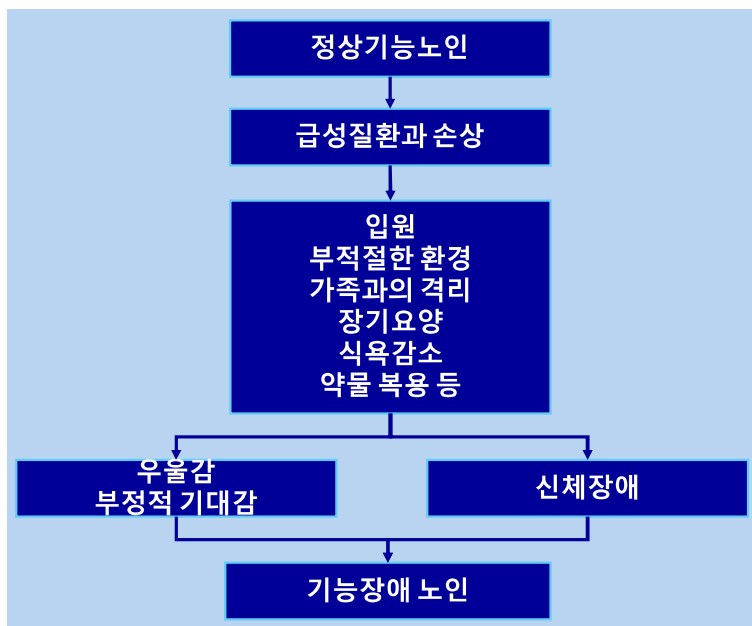 정상기능노인
급성질환과 손상
입원
부적절한 환경
가족과의 격리
장기요양
식욕감소
약물 복용 등
우울감
부정적 기대감
신체장애
기능장애 노인